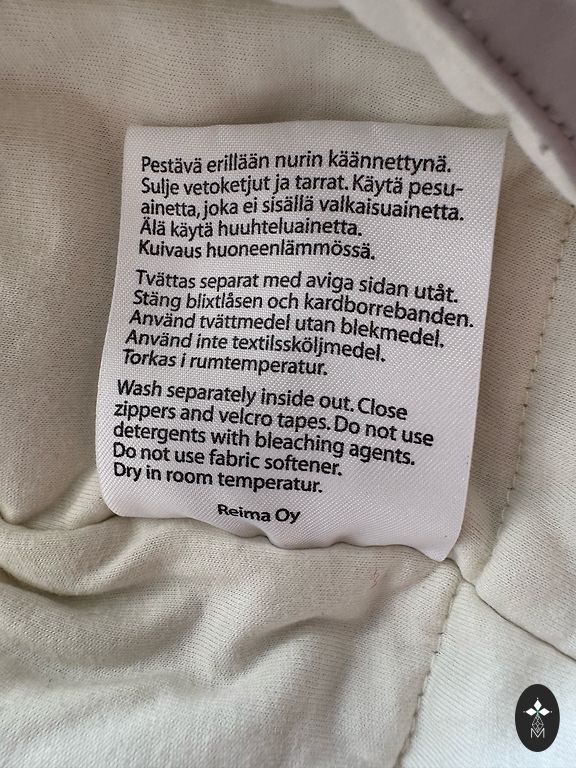 Pestävä erillään nurin käännettynä.
Sulje vetoketjut ja tarrat. Käytä pesu-
ainetta, joka ei sisällä valkaisuainetta.
Älä käytä huuhteluainetta.
Kuivaus huoneenlämmössä.
Tvättas separat med aviga sidan utåt.
Stäng blixtlåsen och kardborrebanden.
Använd tvättmedel utan blekmedel.
Använd inte textilssköljmedel.
Torkas i rumtemperatur.
Wash separately inside out. Close
zippers and velcro tapes. Do not use
detergents with bleaching agents.
Do not use fabric softener.
Dry in room temperatur.
Reima Oy
M